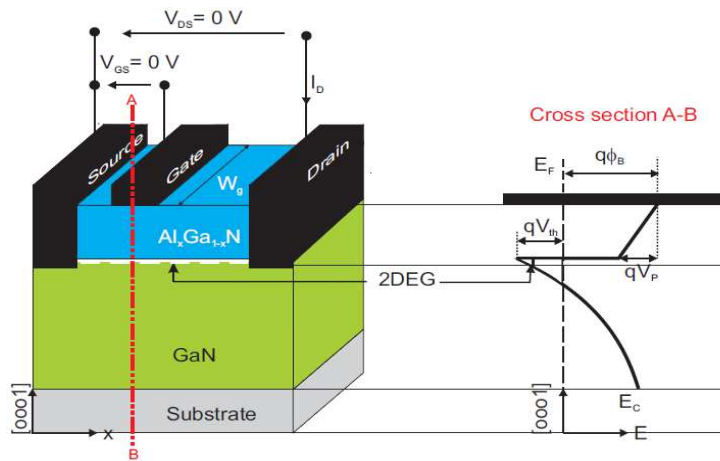 V_DS = 0 V
V_GS = 0 V
A
I_D
Source
Gate
Drain
W_g
Al_xGa_1-xN
2DEG
GaN
Substrate
[0001]
x
B
Cross section A-B
E_F
qϕ_B
qV_th
qV_P
E_C
[0001]
E